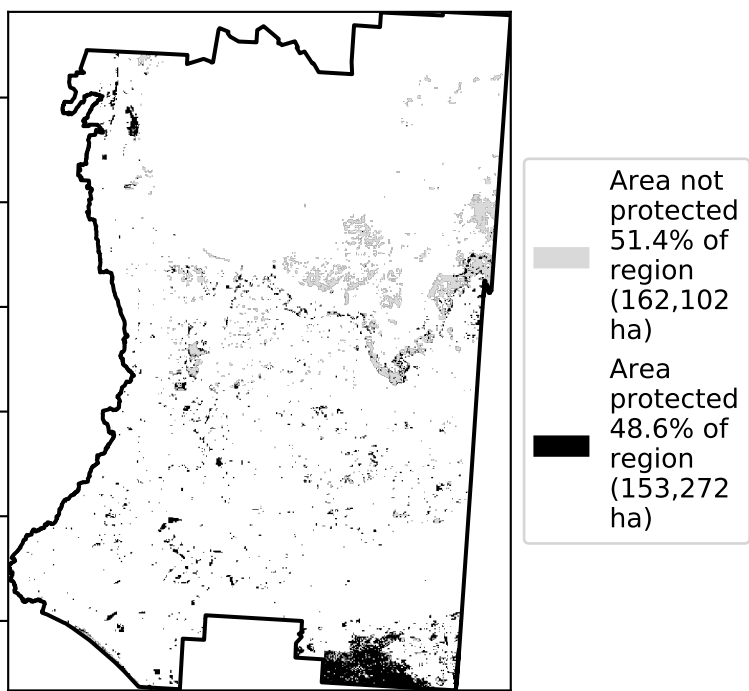 Area not
protected
51.4% of
region
(162,102
ha)
Area
protected
48.6% of
region
(153,272
ha)